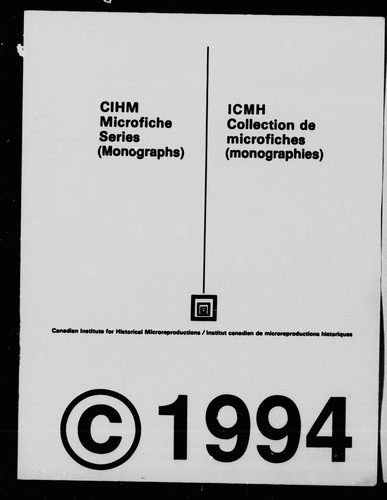 CIHM
Microfiche
Series
(Monographs)
ICMH
Collection de
microfiches
(monographies)
Canadian Institute for Historical Microreproductions / Institut canadien de microreproductions historiques
© 1994